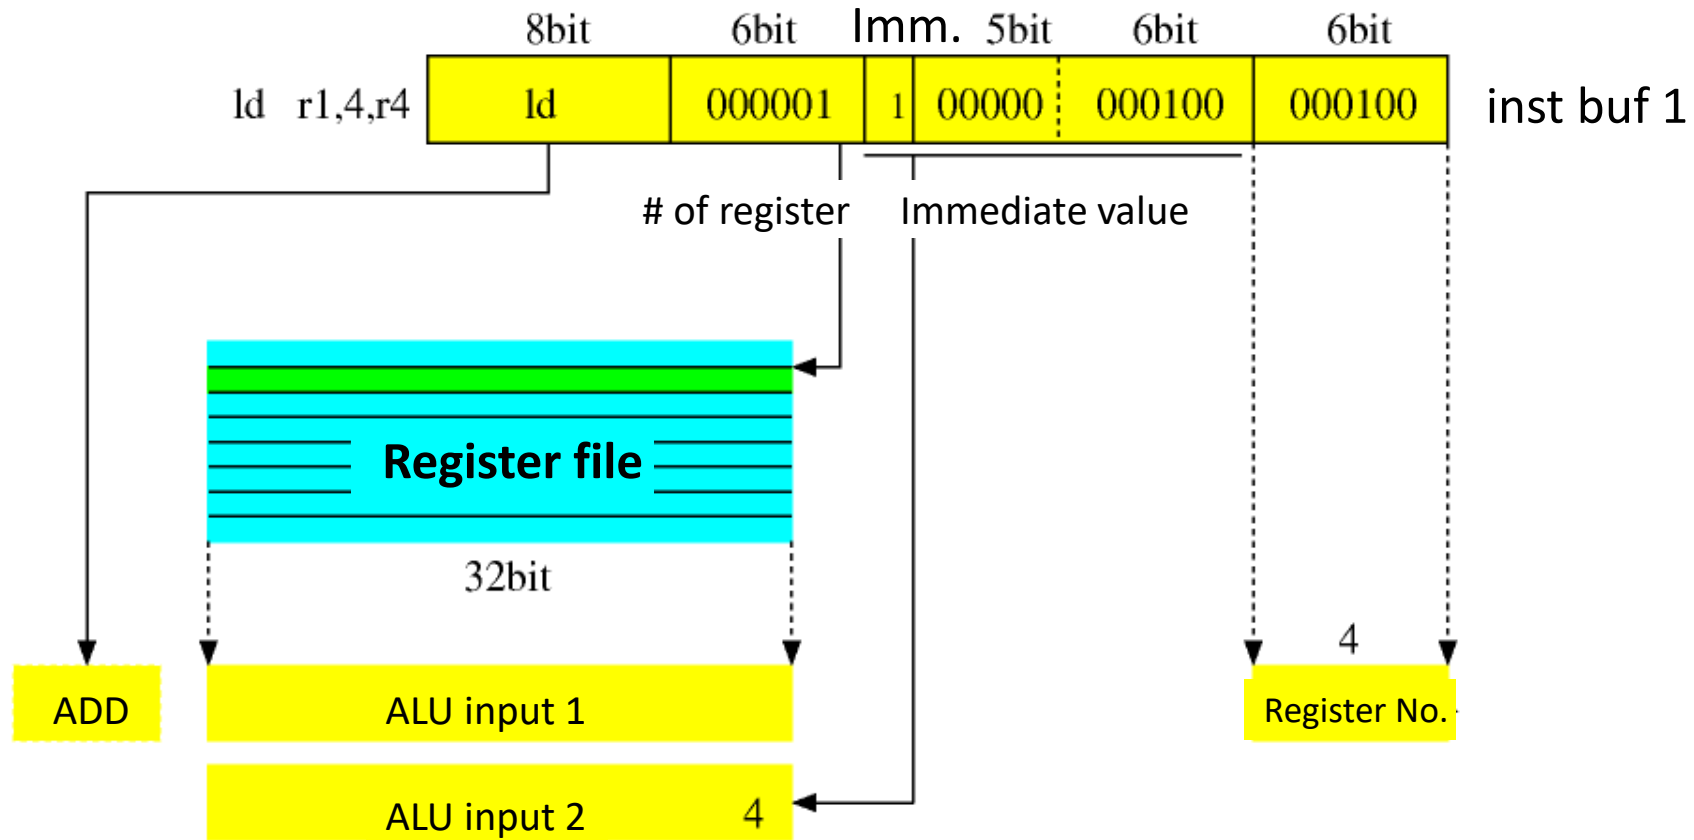 8bit 6bit Imm. 5bit 6bit 6bit
ld r1,4,r4 ld 000001 1 00000 000100 000100 inst buf 1
# of register Immediate value
Register file
32bit
4
ADD ALU input 1 Register No.
ALU input 2 4